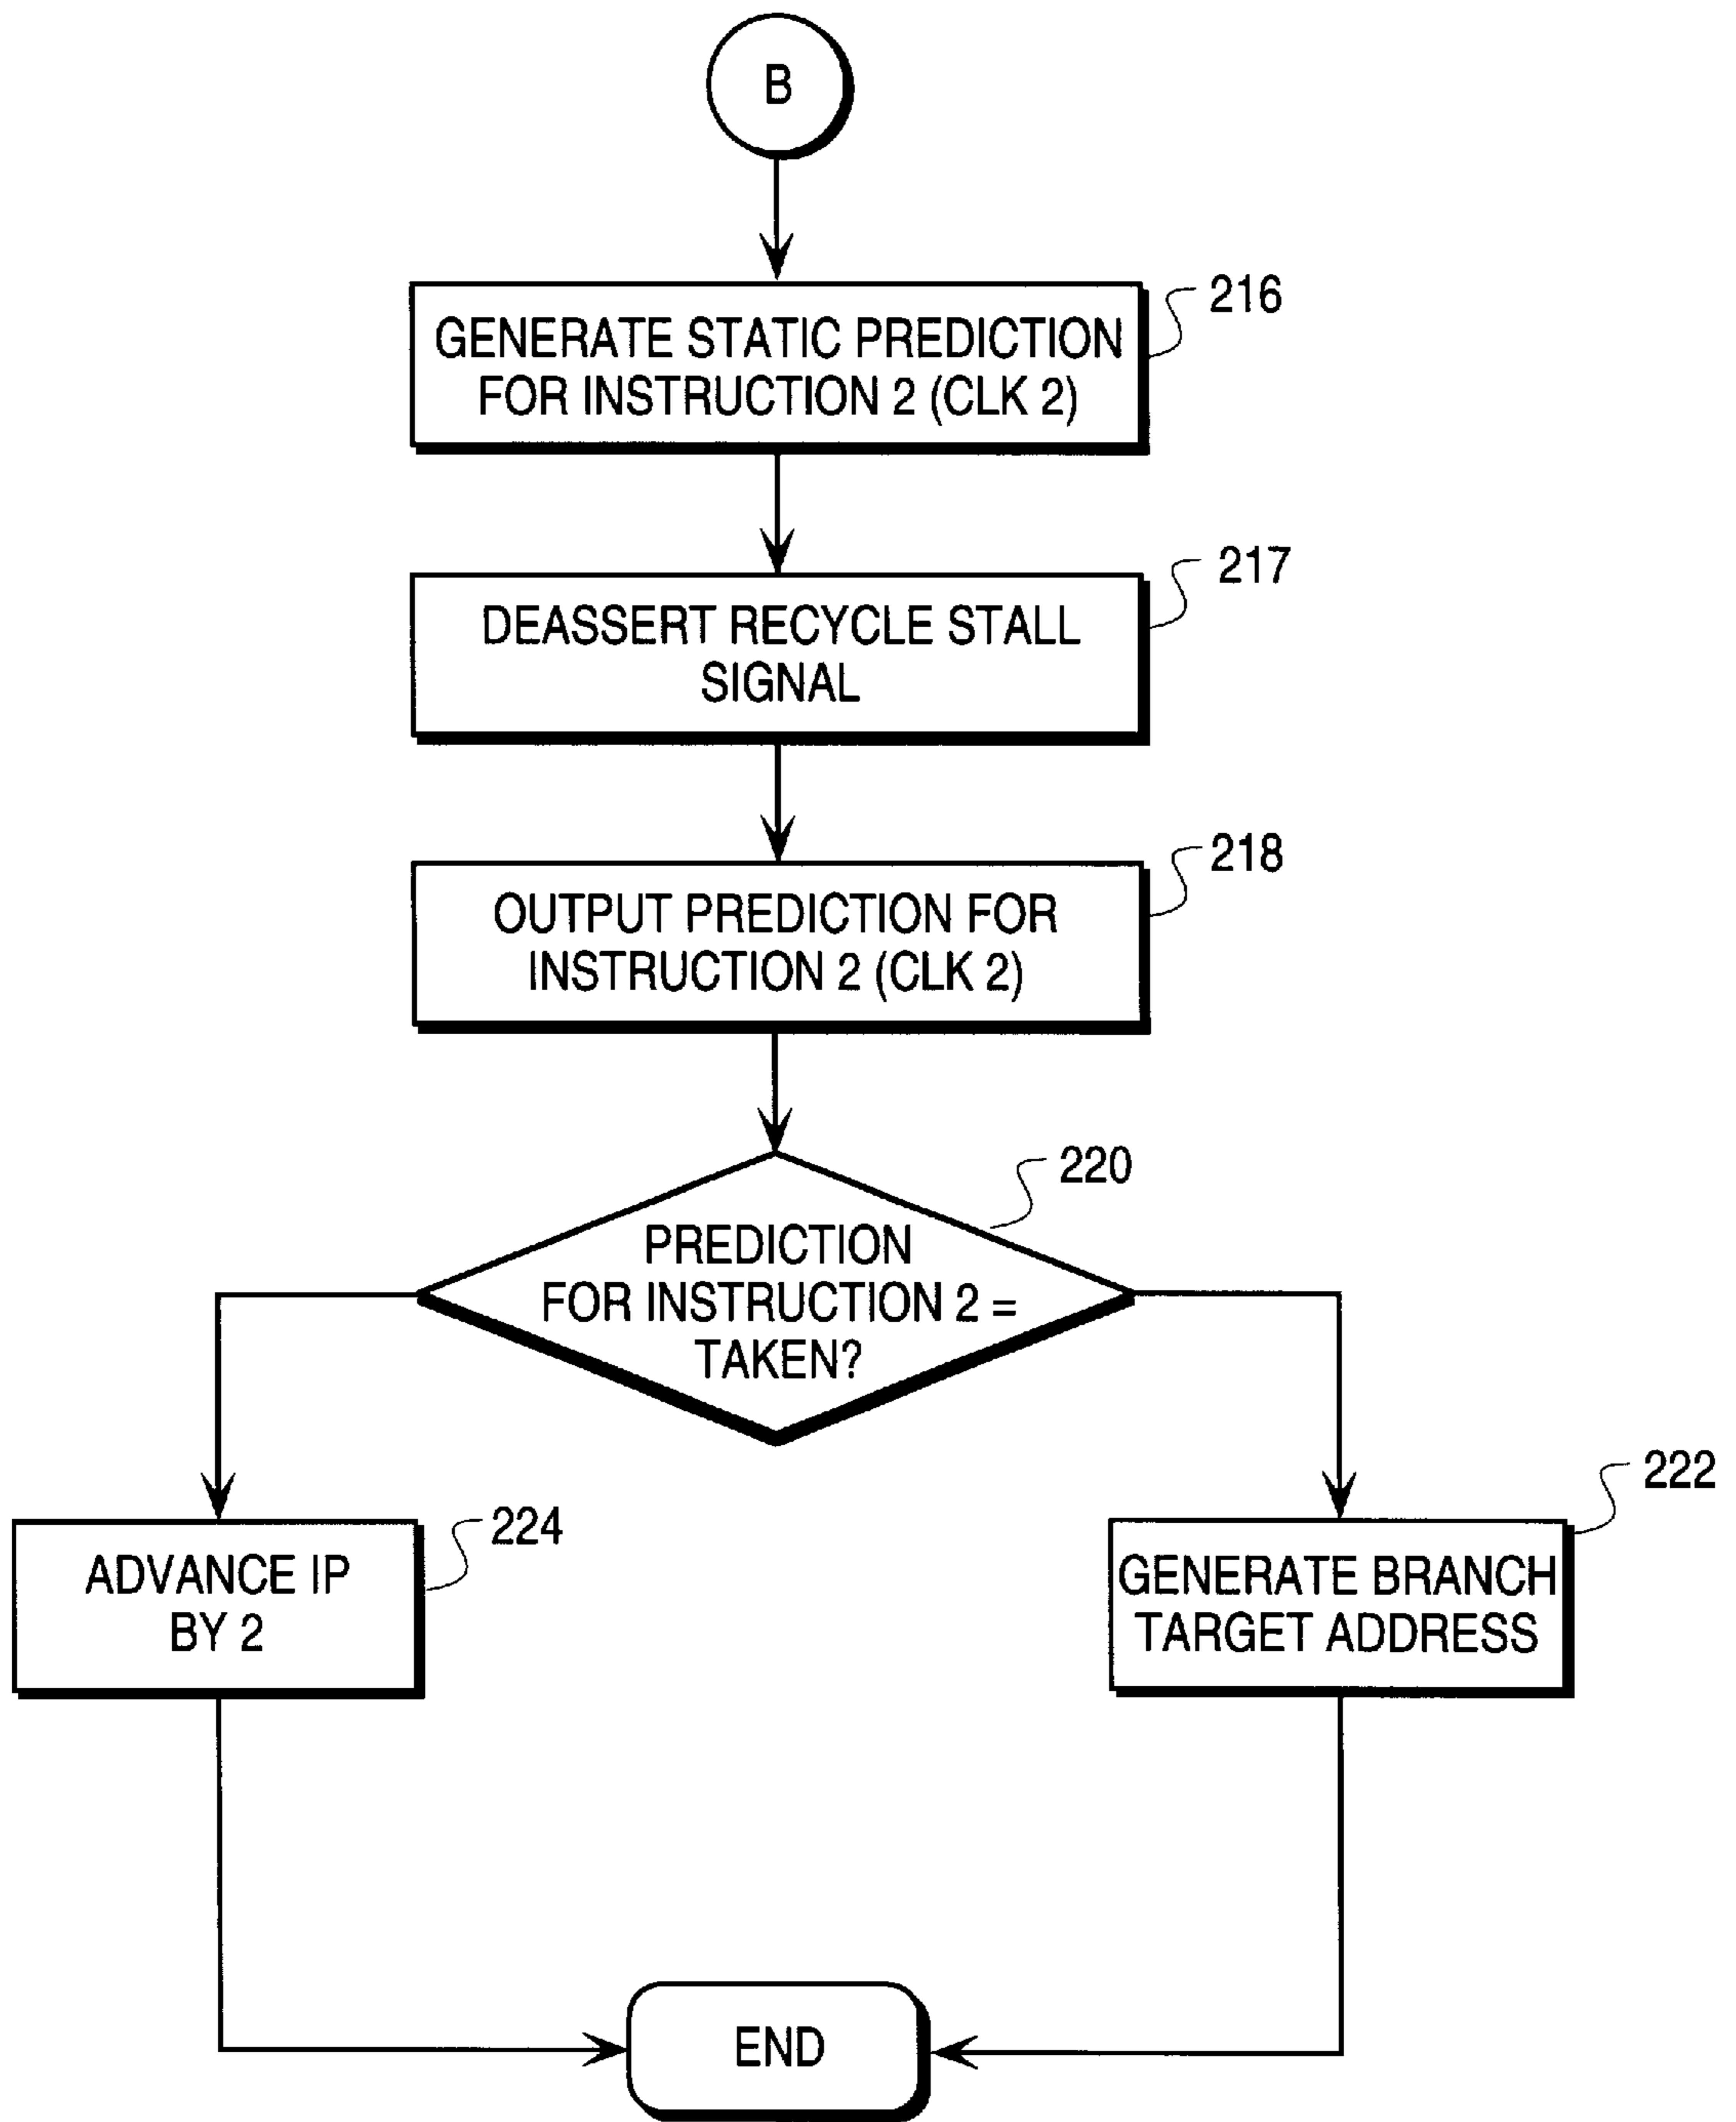 B
216
GENERATE STATIC PREDICTION
FOR INSTRUCTION 2 (CLK 2)
217
DEASSERT RECYCLE STALL
SIGNAL
218
OUTPUT PREDICTION FOR
INSTRUCTION 2 (CLK 2)
220
PREDICTION
FOR INSTRUCTION 2 =
TAKEN?
224
ADVANCE IP
BY 2
222
GENERATE BRANCH
TARGET ADDRESS
END